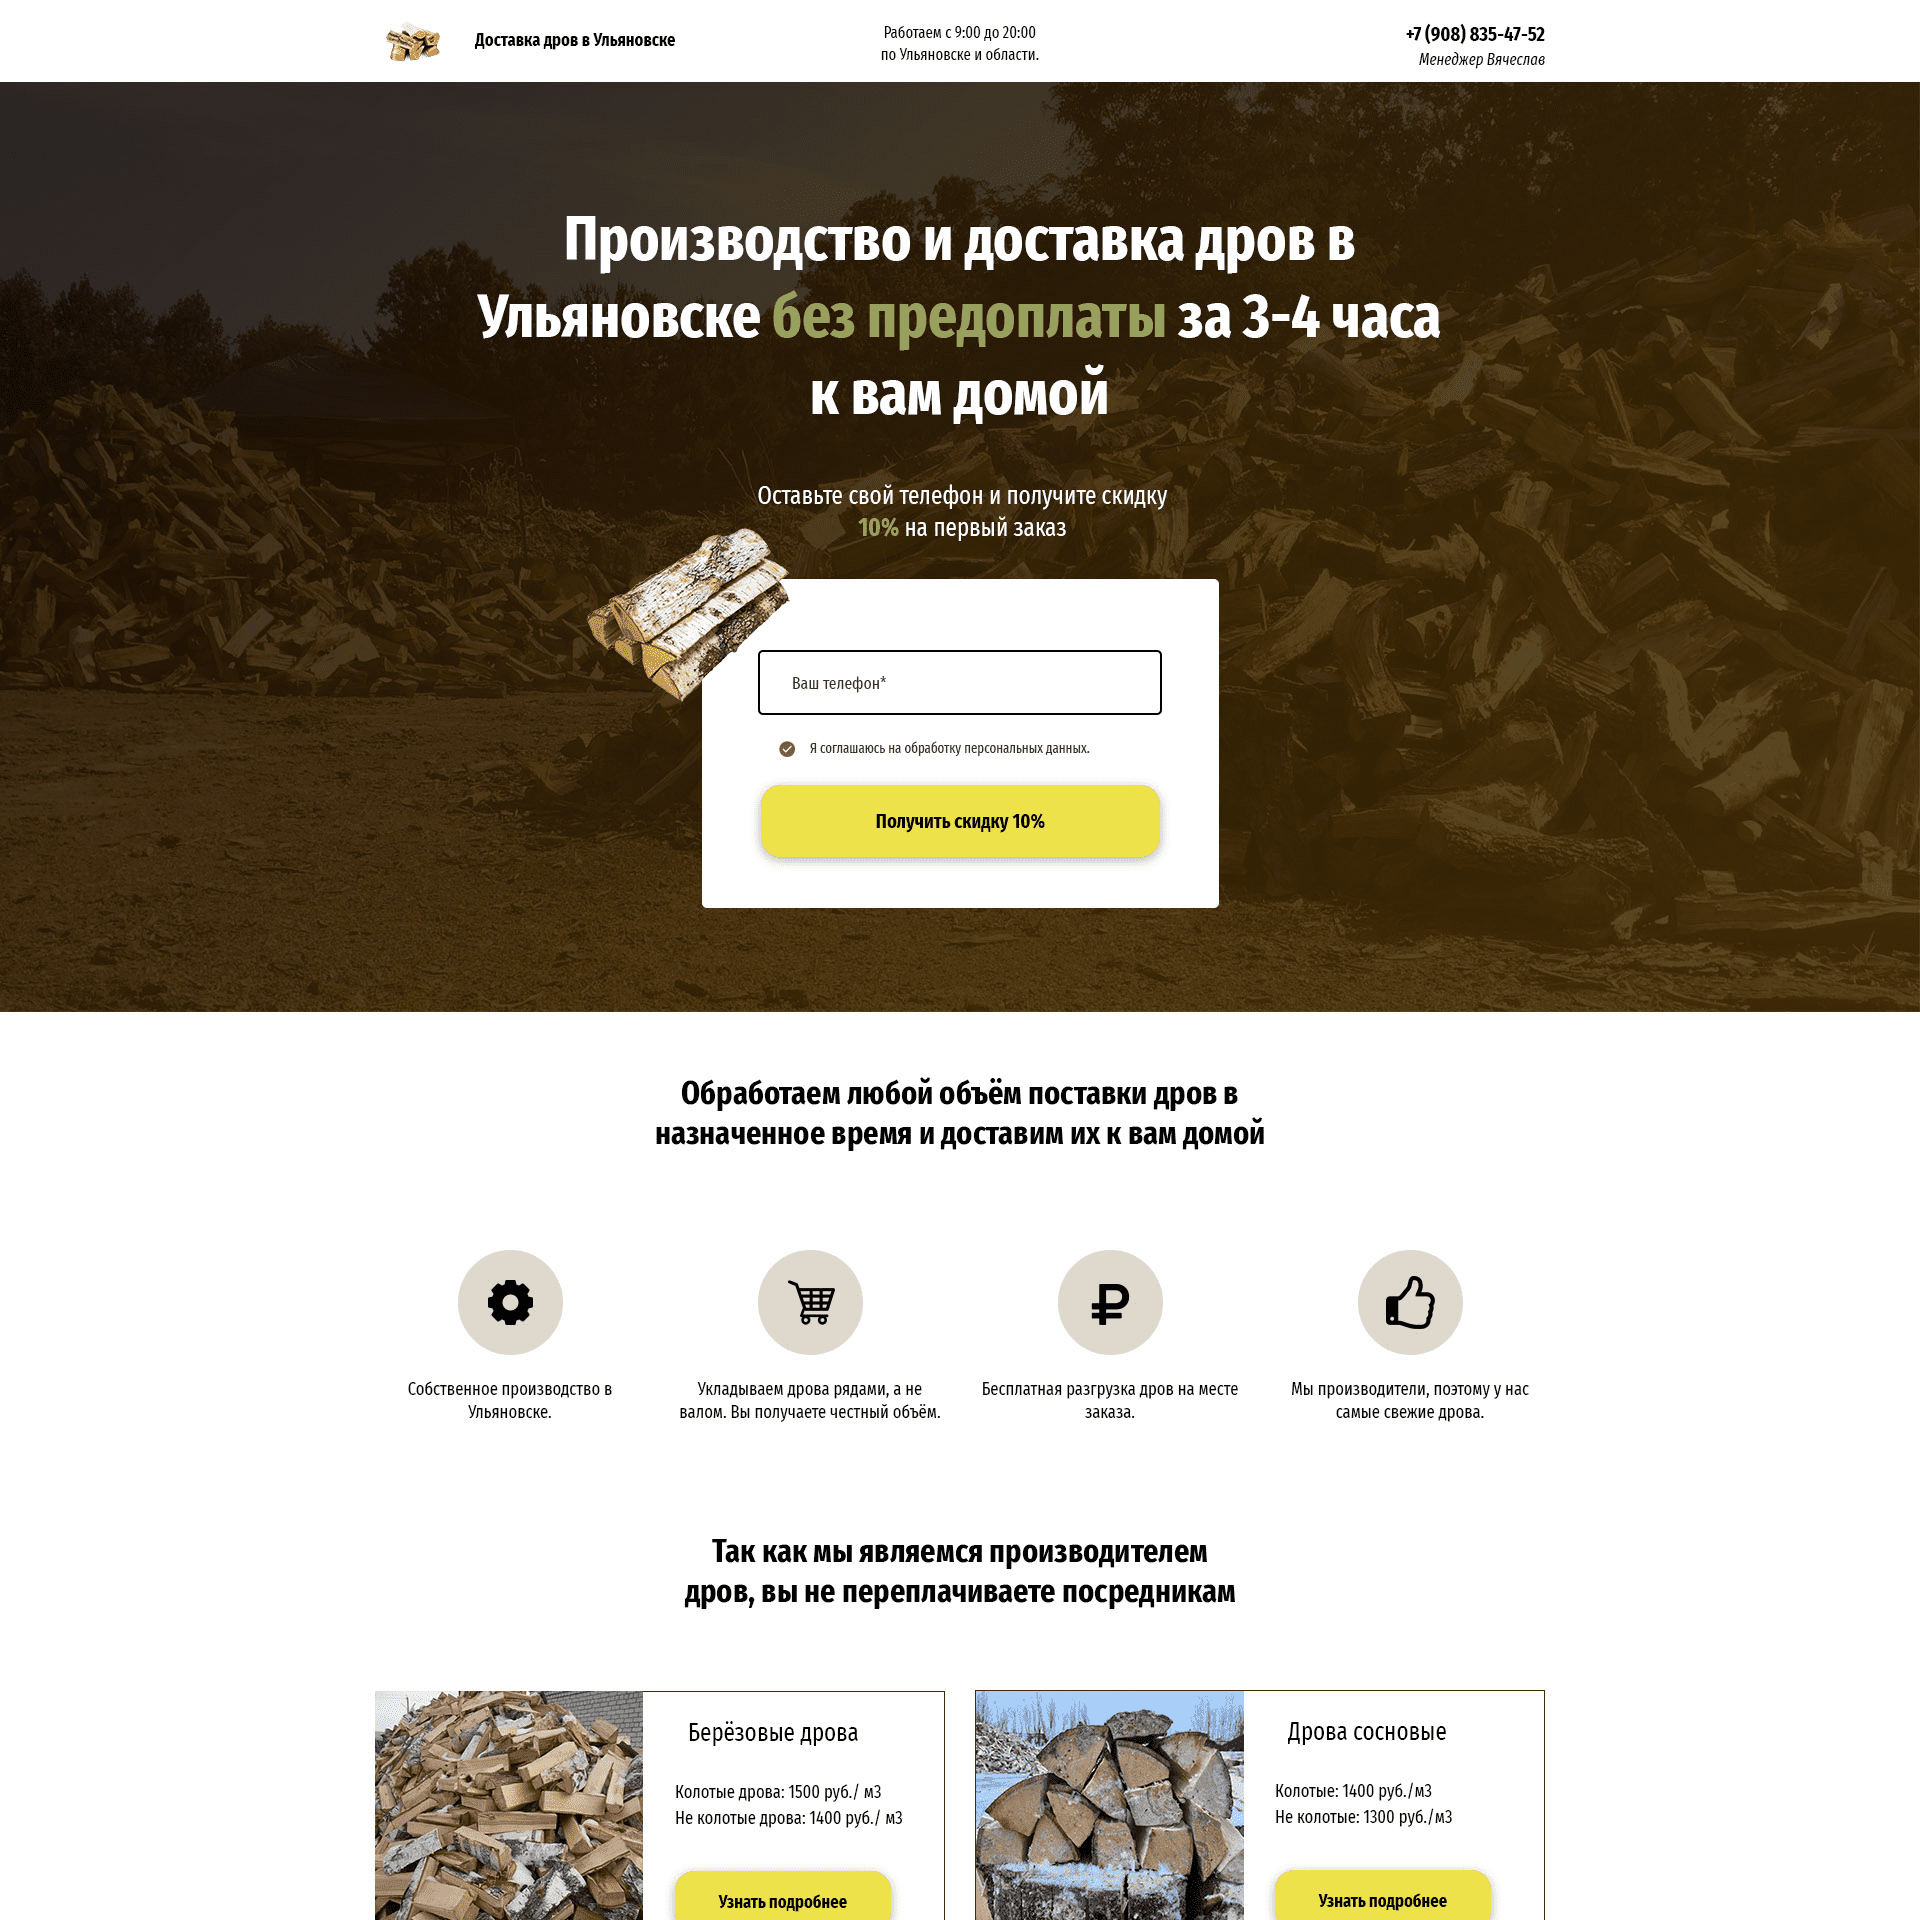 Доставка дров в Ульяновске
Работаем с 9:00 до 20:00
по Ульяновске и области.
+7 (908) 835-47-52
Менеджер Вячеслав
Производство и доставка дров в
Ульяновске без предоплаты за 3-4 часа
к вам домой
Оставьте свой телефон и получите скидку
10% на первый заказ
Ваш телефон*
Я соглашаюсь на обработку персональных данных.
Получить скидку 10%
Обработаем любой объём поставки дров в
назначенное время и доставим их к вам домой
Собственное производство в
Ульяновске.
Укладываем дрова рядами, а не
валом. Вы получаете честный объём.
Бесплатная разгрузка дров на месте
заказа.
Мы производители, поэтому у нас
самые свежие дрова.
Так как мы являемся производителем
дров, вы не переплачиваете посредникам
Берёзовые дрова
Колотые дрова: 1500 руб./ м3
Не колотые дрова: 1400 руб./ м3
Узнать подробнее
Дрова сосновые
Колотые: 1400 руб./м3
Не колотые: 1300 руб./м3
Узнать подробнее